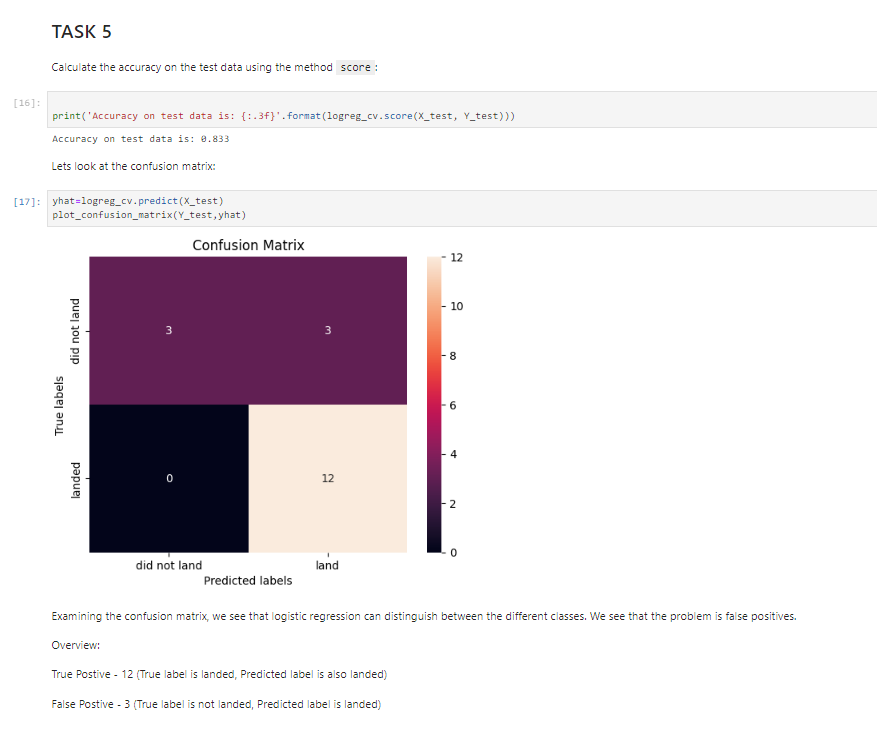 TASK 5
Calculate the accuracy on the test data using the method score :
[16]:
print('Accuracy on test data is: {:.3f}'.format(logreg_cv.score(X_test, Y_test)))
Accuracy on test data is: 0.833
Lets look at the confusion matrix:
[17]:
yhat=logreg_cv.predict(X_test)
plot_confusion_matrix(Y_test,yhat)
Confusion Matrix
True labels
did not land
landed
3
3
0
12
did not land
land
Predicted labels
12
10
8
6
4
2
0
Examining the confusion matrix, we see that logistic regression can distinguish between the different classes. We see that the problem is false positives.
Overview:
True Postive - 12 (True label is landed, Predicted label is also landed)
False Postive - 3 (True label is not landed, Predicted label is landed)